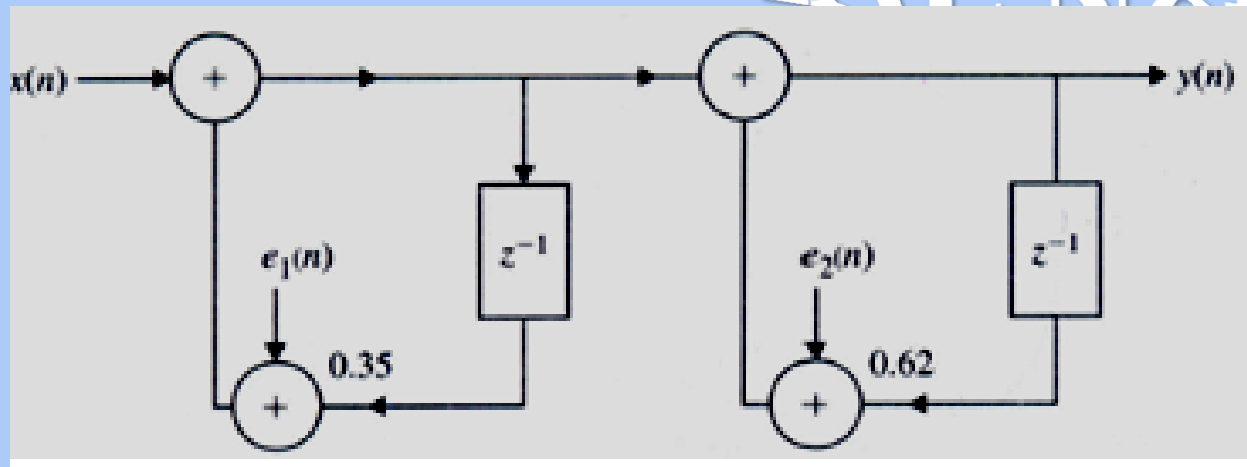 x(n) + + y(n)
z⁻¹ z⁻¹
e₁(n) e₂(n)
0.35 0.62
+ +